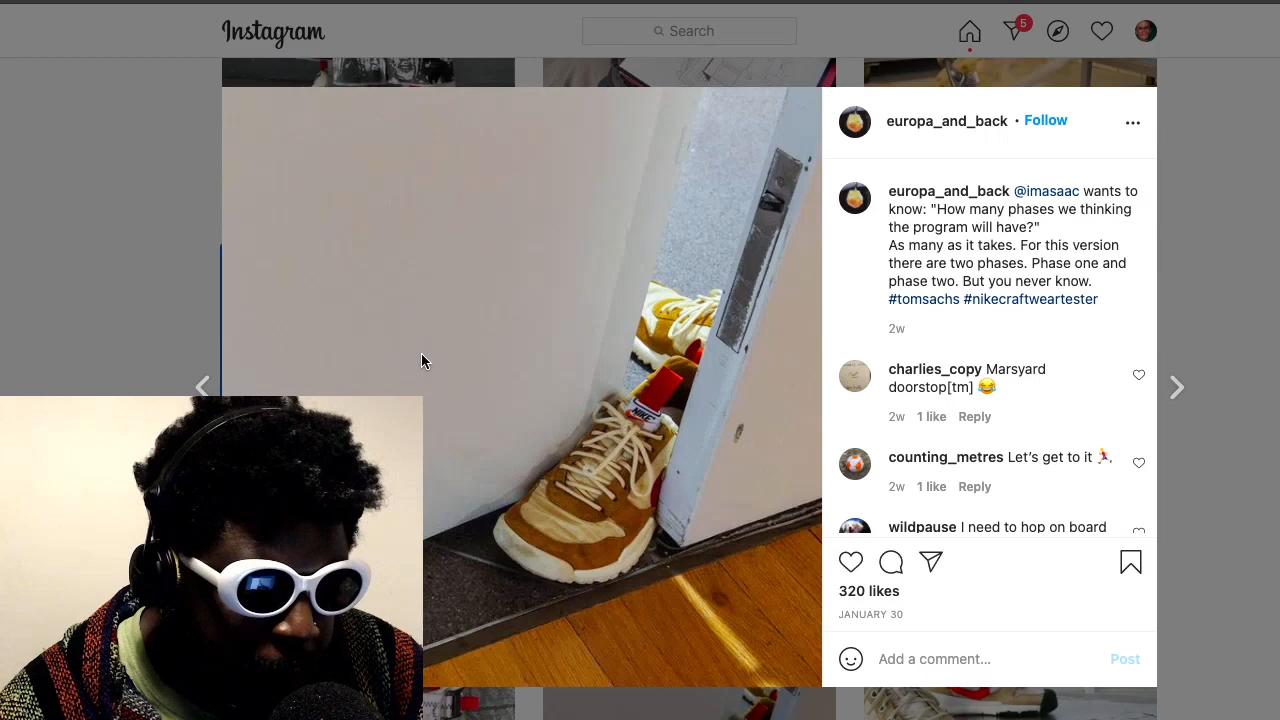 Instagram
Search
5
europa_and_back • Follow
europa_and_back @imasaac wants to
know: "How many phases we thinking
the program will have?"
As many as it takes. For this version
there are two phases. Phase one and
phase two. But you never know.
#tomsachs #nikecraftweartester
2w
charlies_copy Marsyard
doorstop[tm] 😂
2w 1 like Reply
counting_metres Let's get to it 🏃
2w 1 like Reply
wildpause I need to hop on board
320 likes
JANUARY 30
Add a comment... Post
NIKE